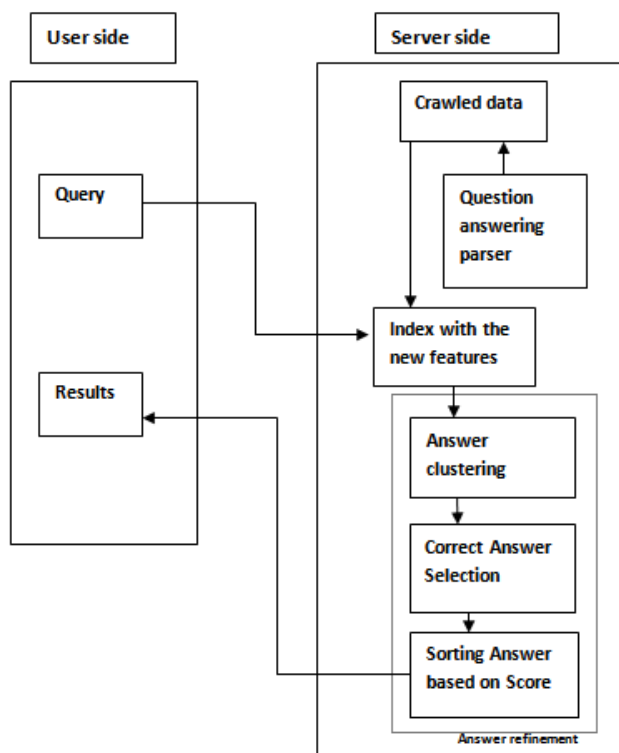 User side
Server side
Crawled data
Query
Question
answering
parser
Index with the
new features
Results
Answer
clustering
Correct Answer
Selection
Sorting Answer
based on Score
Answer refinement